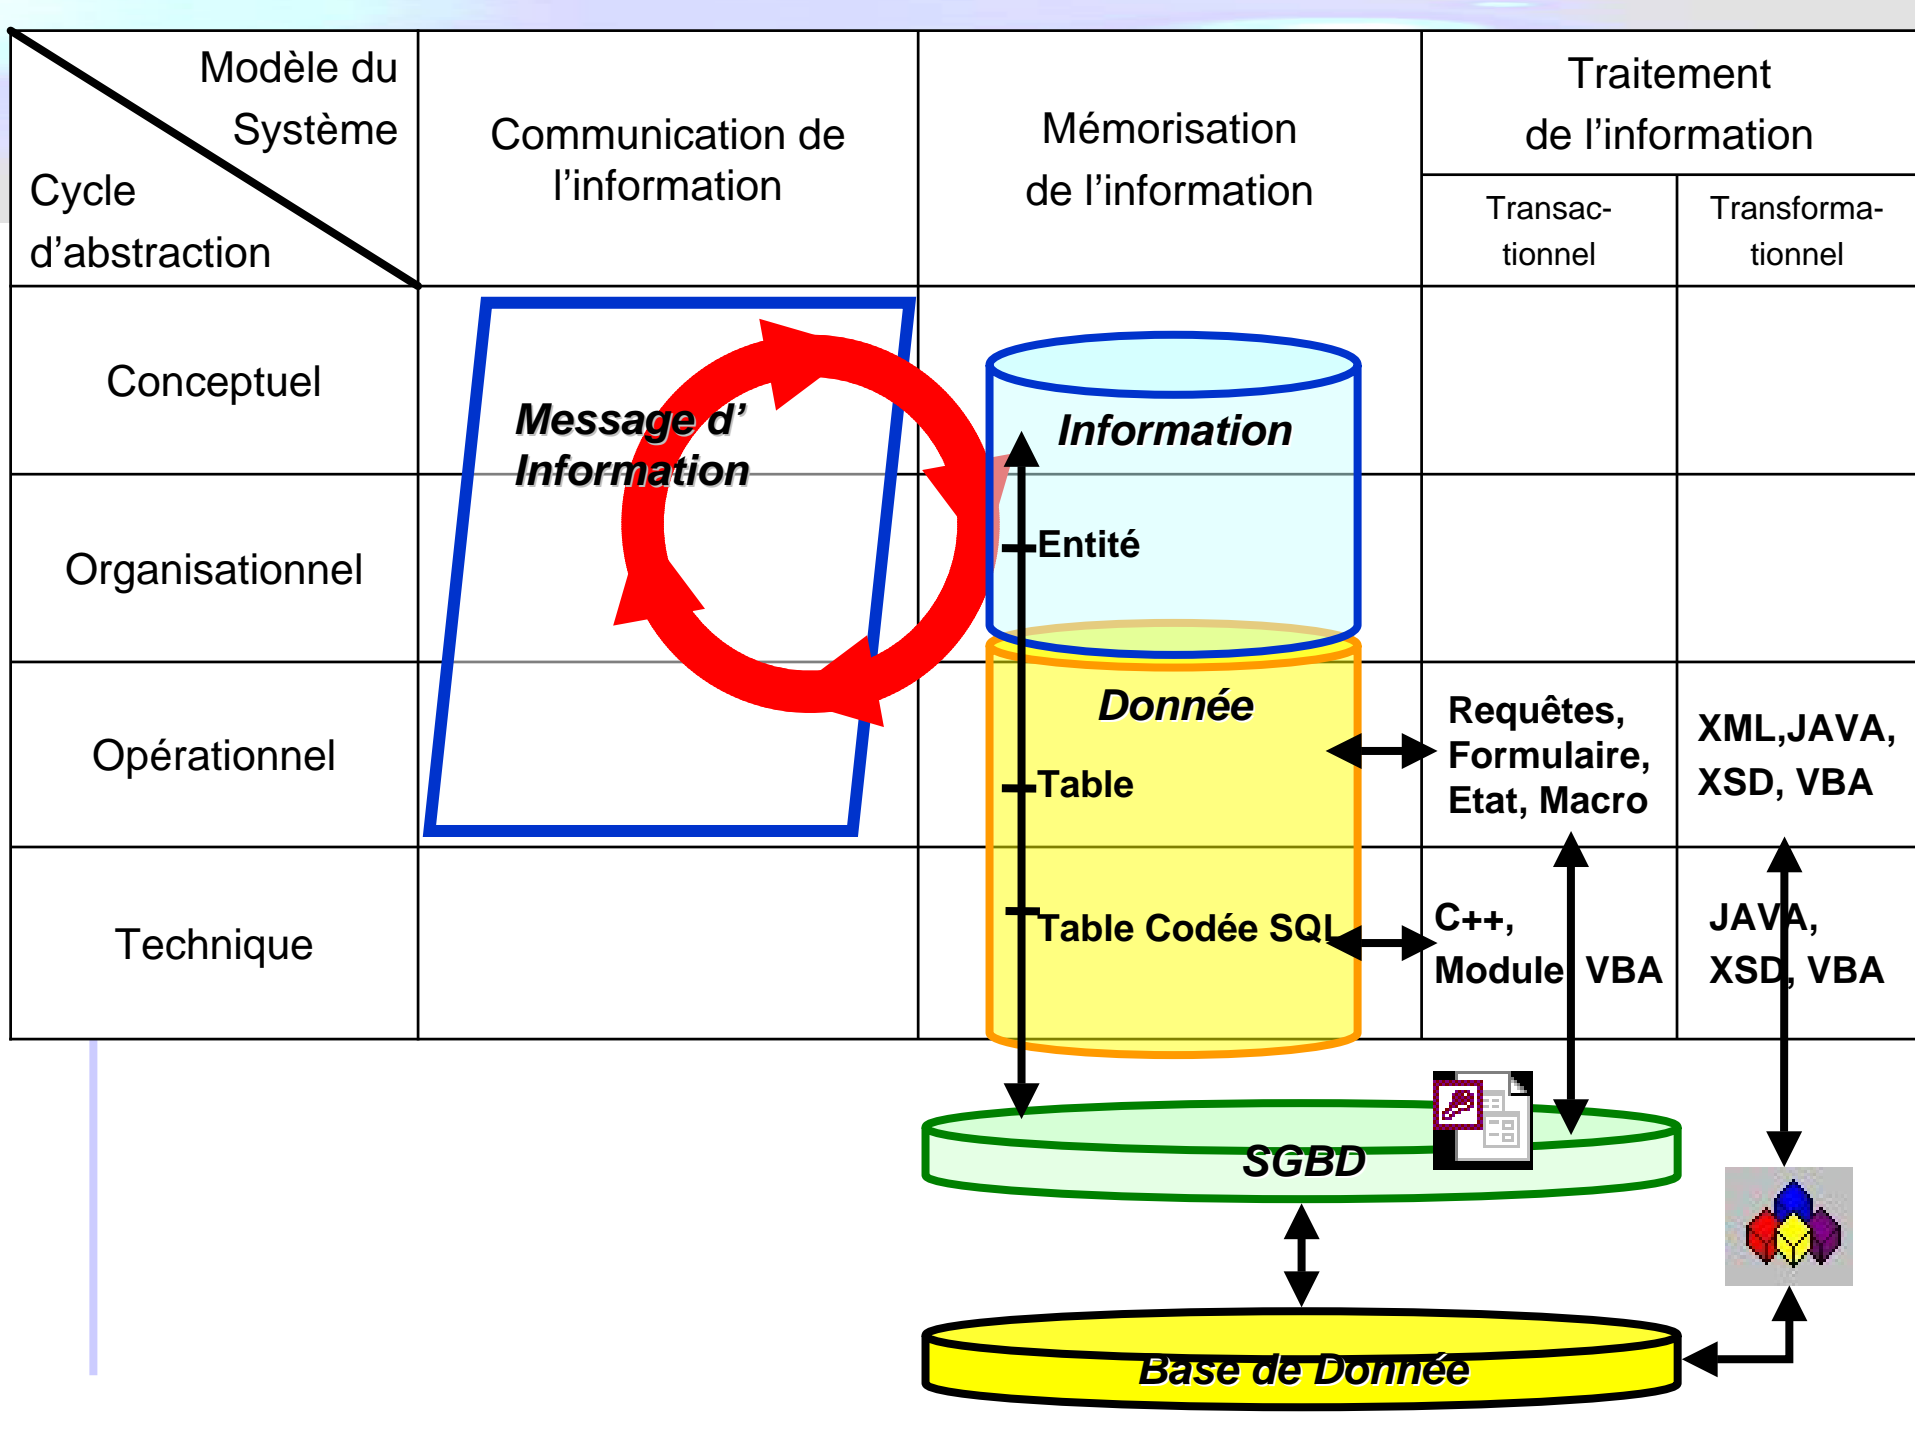 Modèle du
Système
Cycle
d’abstraction
Communication de
l’information
Mémorisation
de l’information
Traitement
de l’information
Transac-
tionnel
Transforma-
tionnel
Conceptuel
Message d’
Information
Information
Organisationnel
Entité
Opérationnel
Donnée
Table
Requêtes,
Formulaire,
Etat, Macro
XML,JAVA,
XSD, VBA
Technique
Table Codée SQL
C++,
Module VBA
JAVA,
XSD, VBA
SGBD
Base de Donnée